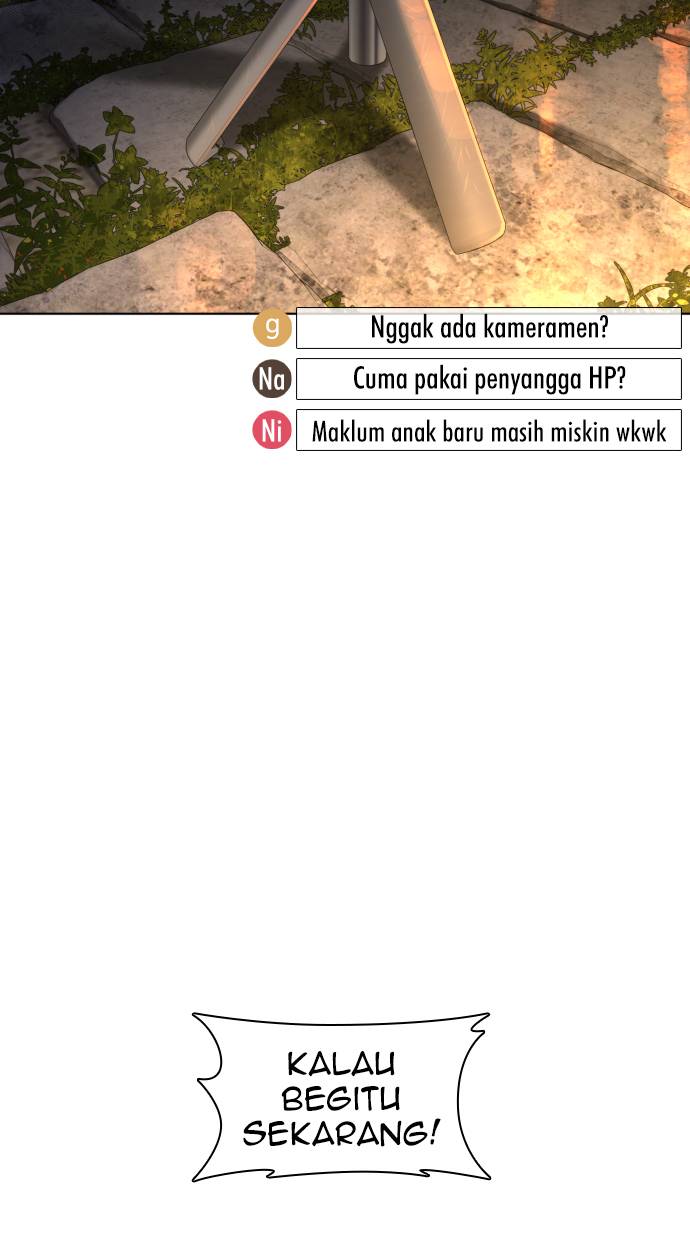 g Nggak ada kameramen?
Na Cuma pakai penyangga HP?
Ni Maklum anak baru masih miskin wkwk
KALAU
BEGITU
SEKARANG!